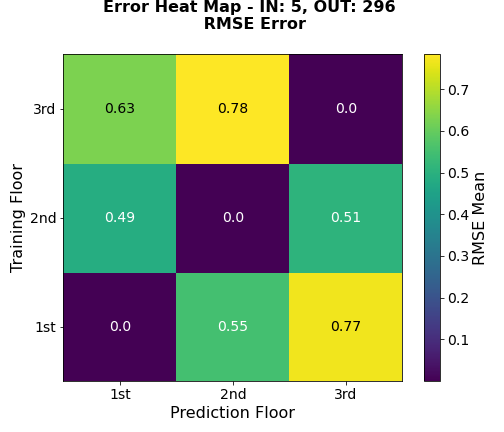 Error Heat Map - IN: 5, OUT: 296
RMSE Error
3rd
0.63
0.78
0.0
2nd
0.49
0.0
0.51
1st
0.0
0.55
0.77
1st
2nd
3rd
Prediction Floor
Training Floor
0.7
0.6
0.5
0.4
0.3
0.2
0.1
RMSE Mean